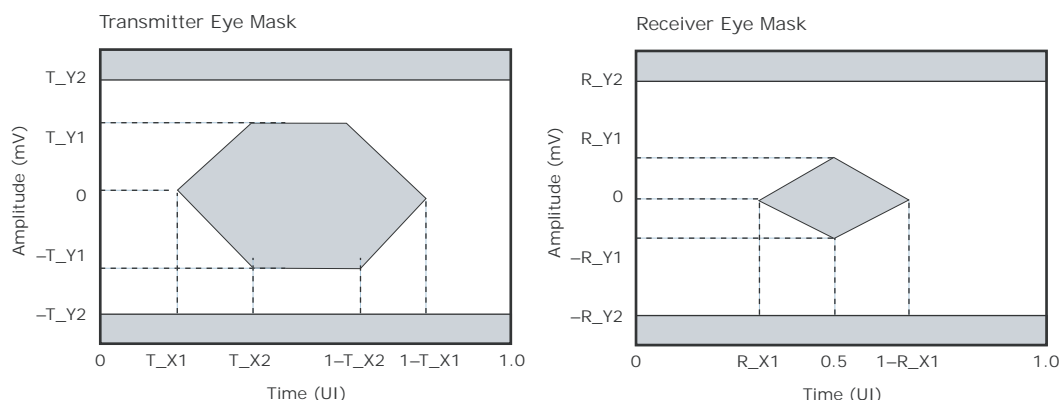 Transmitter Eye Mask
T_Y2
T_Y1
0
–T_Y1
–T_Y2
Amplitude (mV)
0 T_X1 T_X2 1–T_X2 1–T_X1 1.0
Time (UI)
Receiver Eye Mask
R_Y2
R_Y1
0
–R_Y1
–R_Y2
Amplitude (mV)
0 R_X1 0.5 1–R_X1 1.0
Time (UI)